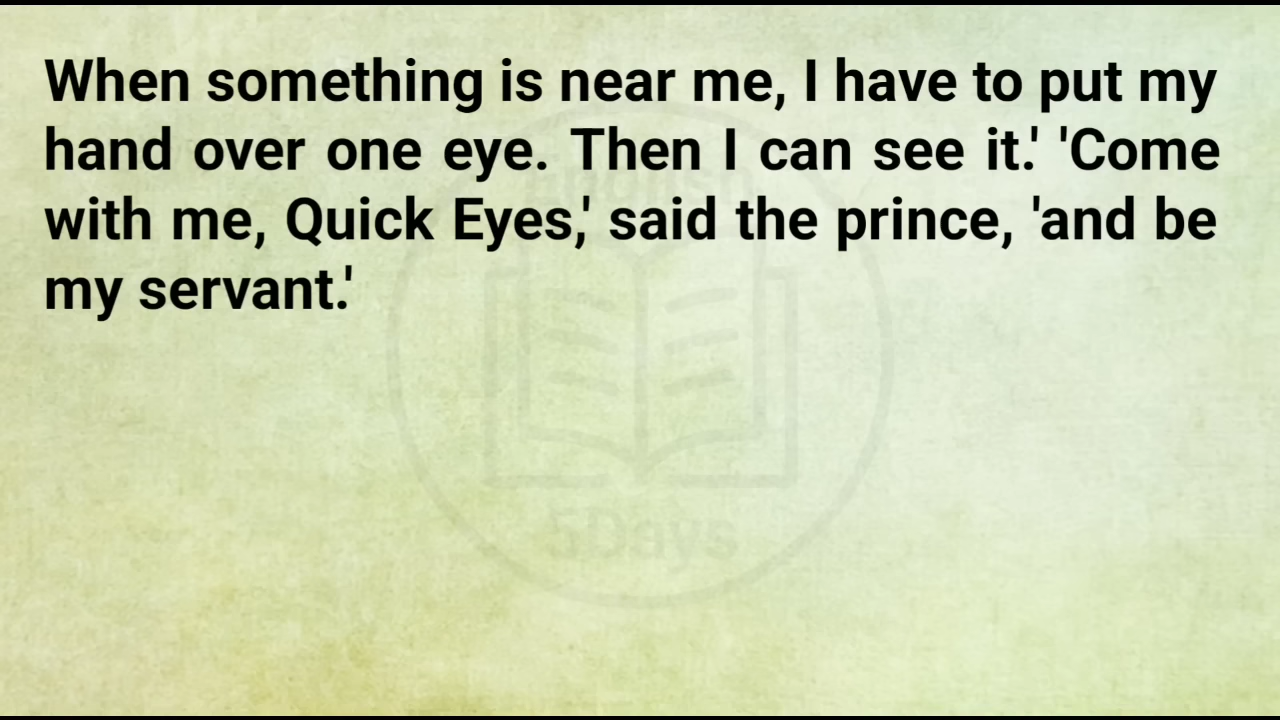 When something is near me, I have to put my
hand over one eye. Then I can see it.' 'Come
with me, Quick Eyes,' said the prince, 'and be
my servant.'
5Days